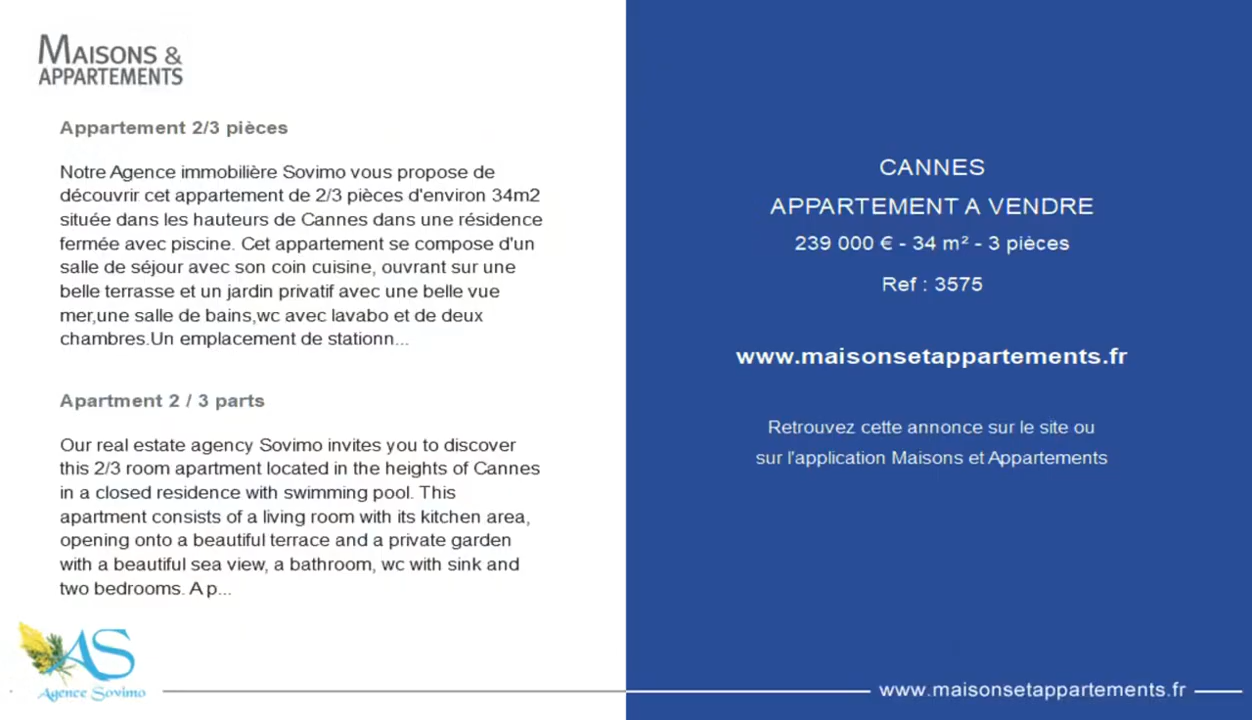 MAISONS &
APPARTEMENTS
Appartement 2/3 pièces
Notre Agence immobilière Sovimo vous propose de
découvrir cet appartement de 2/3 pièces d'environ 34m2
située dans les hauteurs de Cannes dans une résidence
fermée avec piscine. Cet appartement se compose d'un
salle de séjour avec son coin cuisine, ouvrant sur une
belle terrasse et un jardin privatif avec une belle vue
mer,une salle de bains,wc avec lavabo et de deux
chambres.Un emplacement de stationn...
Apartment 2 / 3 parts
Our real estate agency Sovimo invites you to discover
this 2/3 room apartment located in the heights of Cannes
in a closed residence with swimming pool. This
apartment consists of a living room with its kitchen area,
opening onto a beautiful terrace and a private garden
with a beautiful sea view, a bathroom, wc with sink and
two bedrooms. A p...
AS
Agence Sovimo
CANNES
APPARTEMENT A VENDRE
239 000 € - 34 m² - 3 pièces
Ref : 3575
www.maisonsetappartements.fr
Retrouvez cette annonce sur le site ou
sur l'application Maisons et Appartements
www.maisonsetappartements.fr